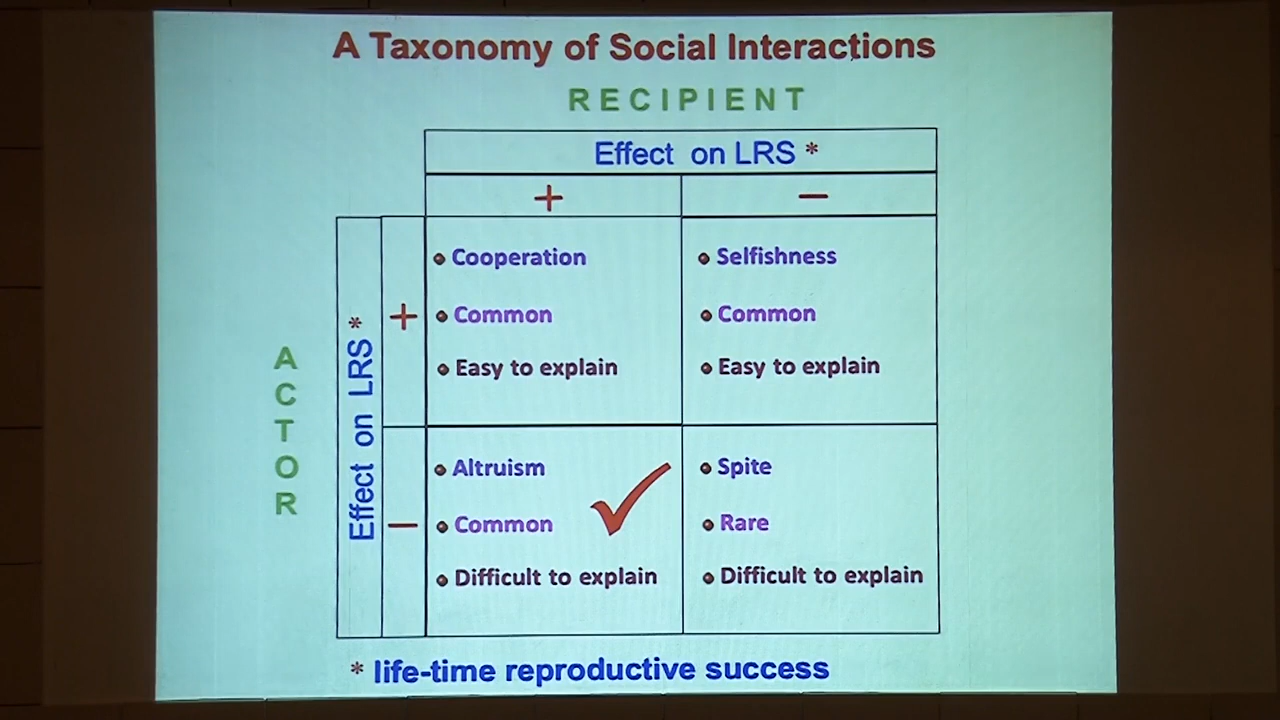 A Taxonomy of Social Interactions
RECIPIENT
Effect on LRS *
+ −
ACTOR
Effect on LRS *
+
Cooperation
Common
Easy to explain
Selfishness
Common
Easy to explain
−
Altruism
Common
Difficult to explain
Spite
Rare
Difficult to explain
* life-time reproductive success